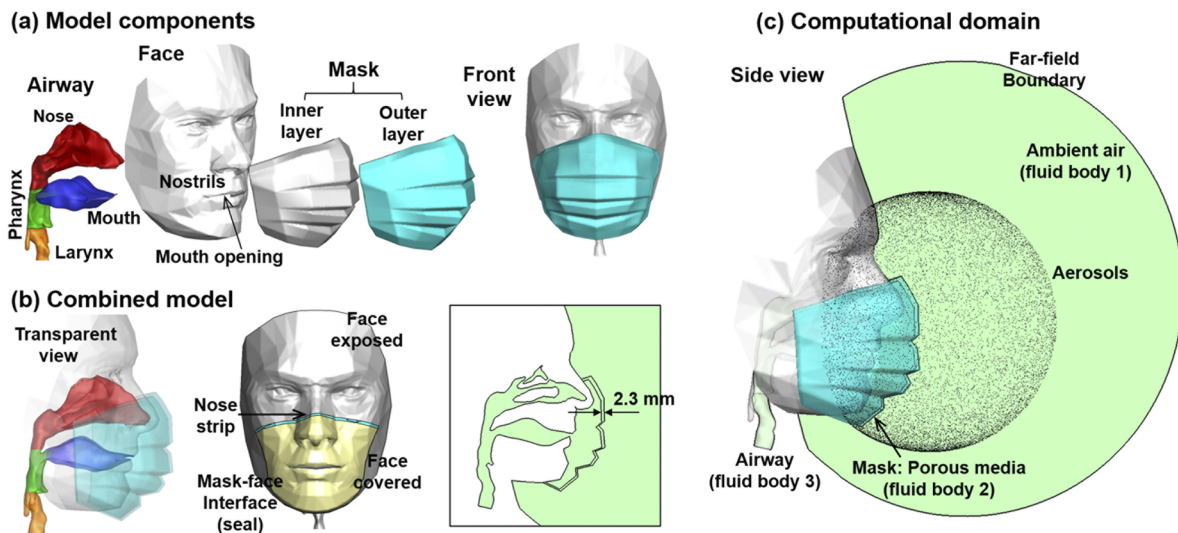 (a) Model components
Face
Airway
Nose
Pharynx
Mouth
Larynx
Nostrils
Mouth opening
Mask
Inner
layer
Outer
layer
Front
view
(b) Combined model
Transparent
view
Face
exposed
Nose
strip
Mask-face
Interface
(seal)
Face
covered
2.3 mm
(c) Computational domain
Side view
Far-field
Boundary
Ambient air
(fluid body 1)
Aerosols
Airway
(fluid body 3)
Mask: Porous media
(fluid body 2)